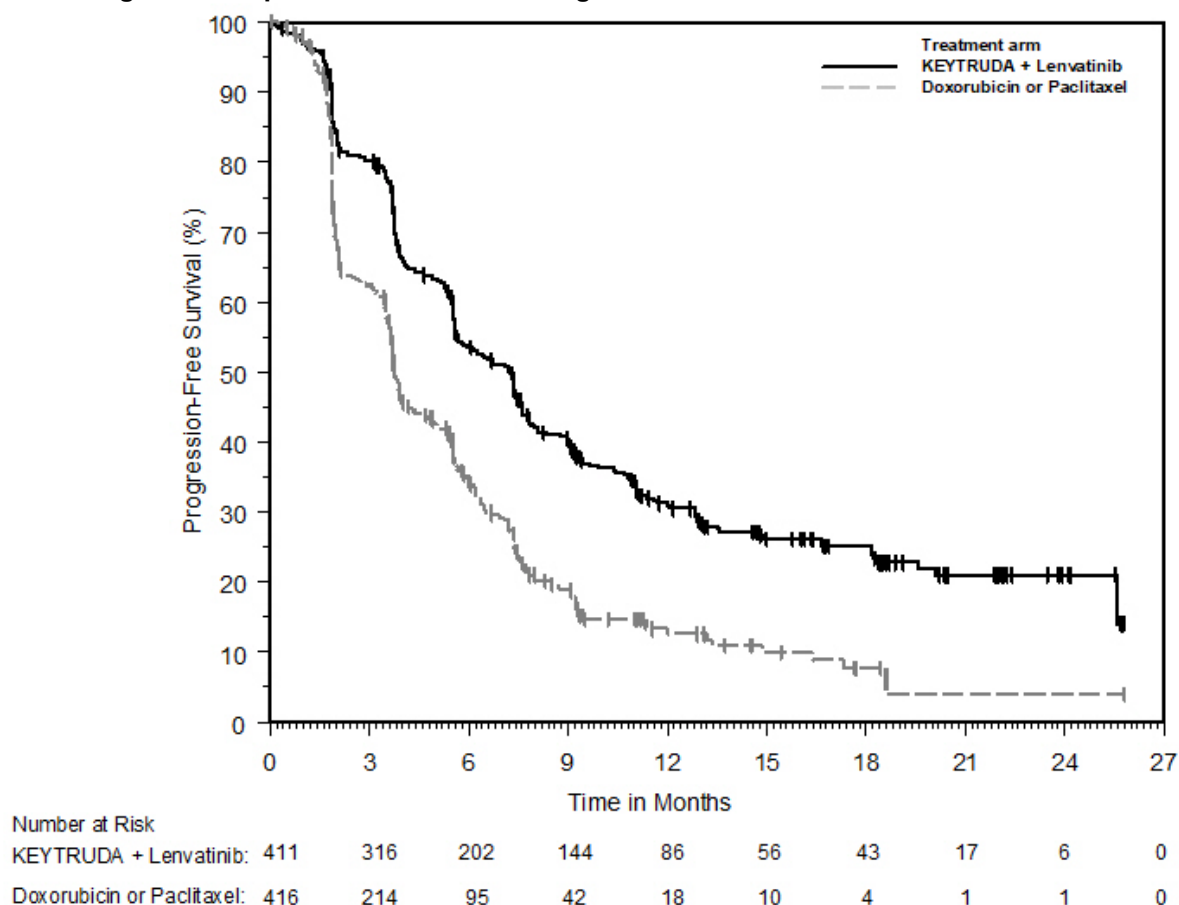 100
90
80
70
60
50
40
30
20
10
0
Progression-Free Survival (%)
Treatment arm
KEYTRUDA + Lenvatinib
Doxorubicin or Paclitaxel
0 3 6 9 12 15 18 21 24 27
Time in Months
Number at Risk
KEYTRUDA + Lenvatinib: 411 316 202 144 86 56 43 17 6 0
Doxorubicin or Paclitaxel: 416 214 95 42 18 10 4 1 1 0